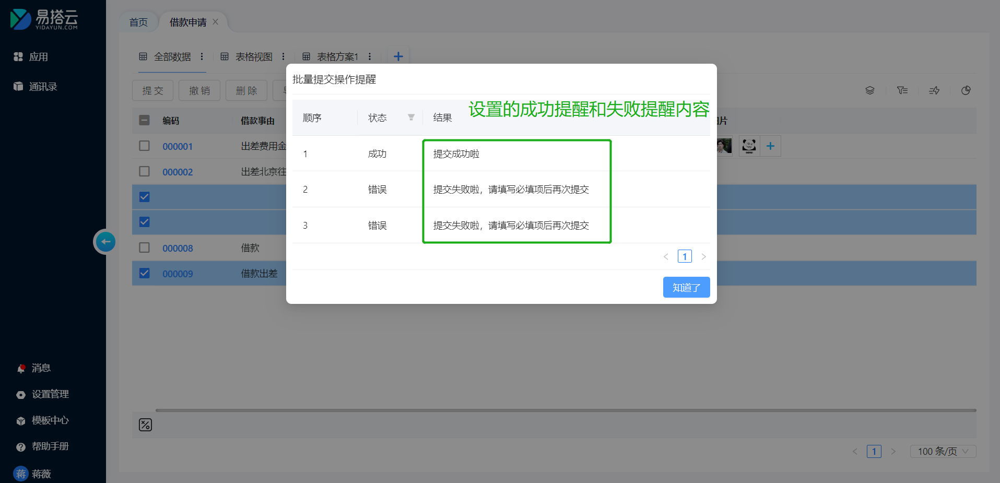 易搭云
YIDAYUN.COM
应用
通讯录
消息
设置管理
模板中心
帮助手册
蒋 蒋薇
首页 借款申请
全部数据 表格视图 表格方案1
提 交 撤 销 删 除
编码 借款事由
000001 出差费用金
000002 出差北京往
000008 借款
000009 借款出差
批量提交操作提醒
设置的成功提醒和失败提醒内容
顺序 状态 结果
1 成功 提交成功啦
2 错误 提交失败啦，请填写必填项后再次提交
3 错误 提交失败啦，请填写必填项后再次提交
< 1 >
知道了
片
< 1 > 100 条/页